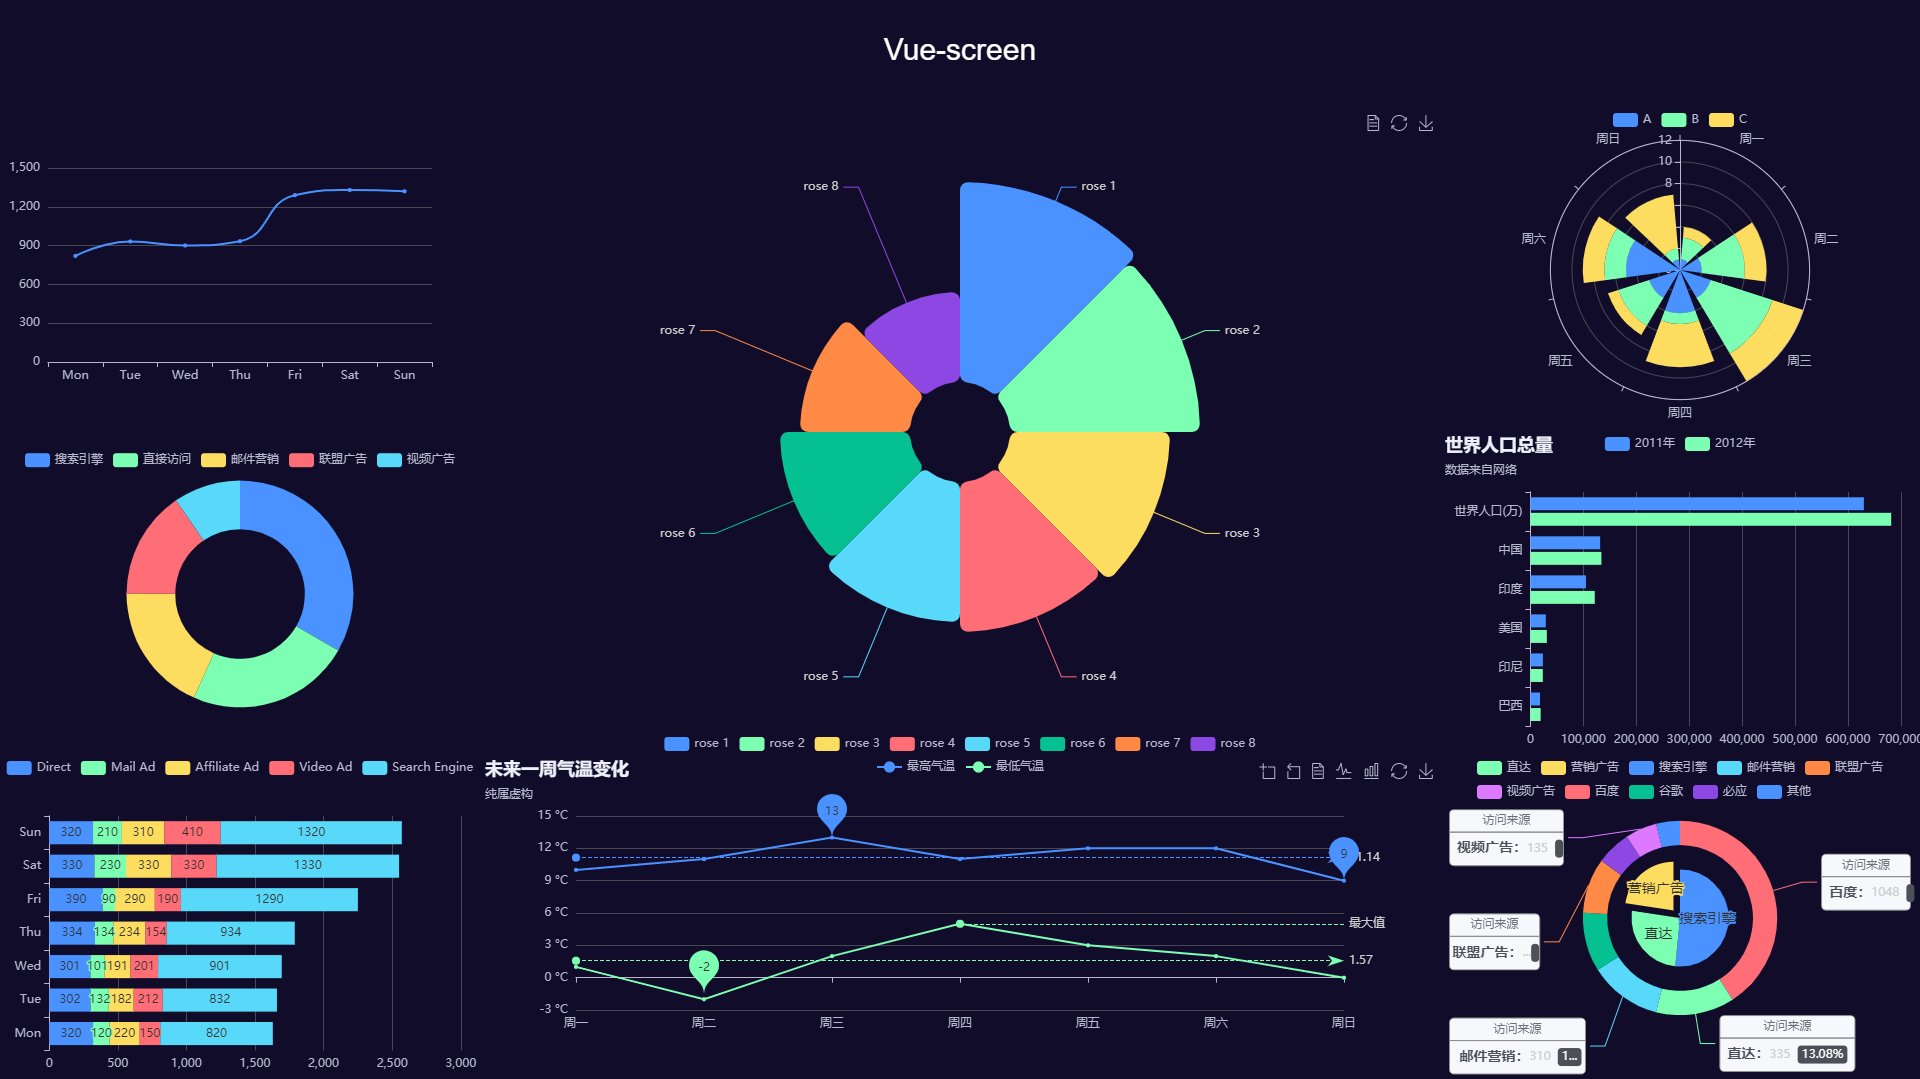 Vue-screen
1,500
1,200
900
600
300
0
Mon Tue Wed Thu Fri Sat Sun
搜索引擎 直接访问 邮件营销 联盟广告 视频广告
Direct Mail Ad Affiliate Ad Video Ad Search Engine
Sun 320 210 310 410 1320
Sat 330 230 330 330 1330
Fri 390 90 290 190 1290
Thu 334 134 234 154 934
Wed 301 101 191 201 901
Tue 302 132 182 212 832
Mon 320 120 220 150 820
0 500 1,000 1,500 2,000 2,500 3,000
rose 8 rose 1
rose 7 rose 2
rose 6 rose 3
rose 5 rose 4
rose 1 rose 2 rose 3 rose 4 rose 5 rose 6 rose 7 rose 8
未来一周气温变化
纯属虚构
最高气温 最低气温
15 °C
12 °C
9 °C
6 °C
3 °C
0 °C
-3 °C
13
9
1.14
-2
最大值
1.57
周一 周二 周三 周四 周五 周六 周日
A B C
12
10
8
周日 周一
周六 周二
周五 周三
周四
世界人口总量
数据来自网络
2011年 2012年
世界人口(万)
中国
印度
美国
印尼
巴西
0 100,000 200,000 300,000 400,000 500,000 600,000 700,000
直达 营销广告 搜索引擎 邮件营销 联盟广告
视频广告 百度 谷歌 必应 其他
访问来源
视频广告： 135
访问来源
百度： 1048
访问来源
联盟广告： ...
营销广告
搜索引擎
直达
访问来源
邮件营销： 310 1...
访问来源
直达： 335 13.08%